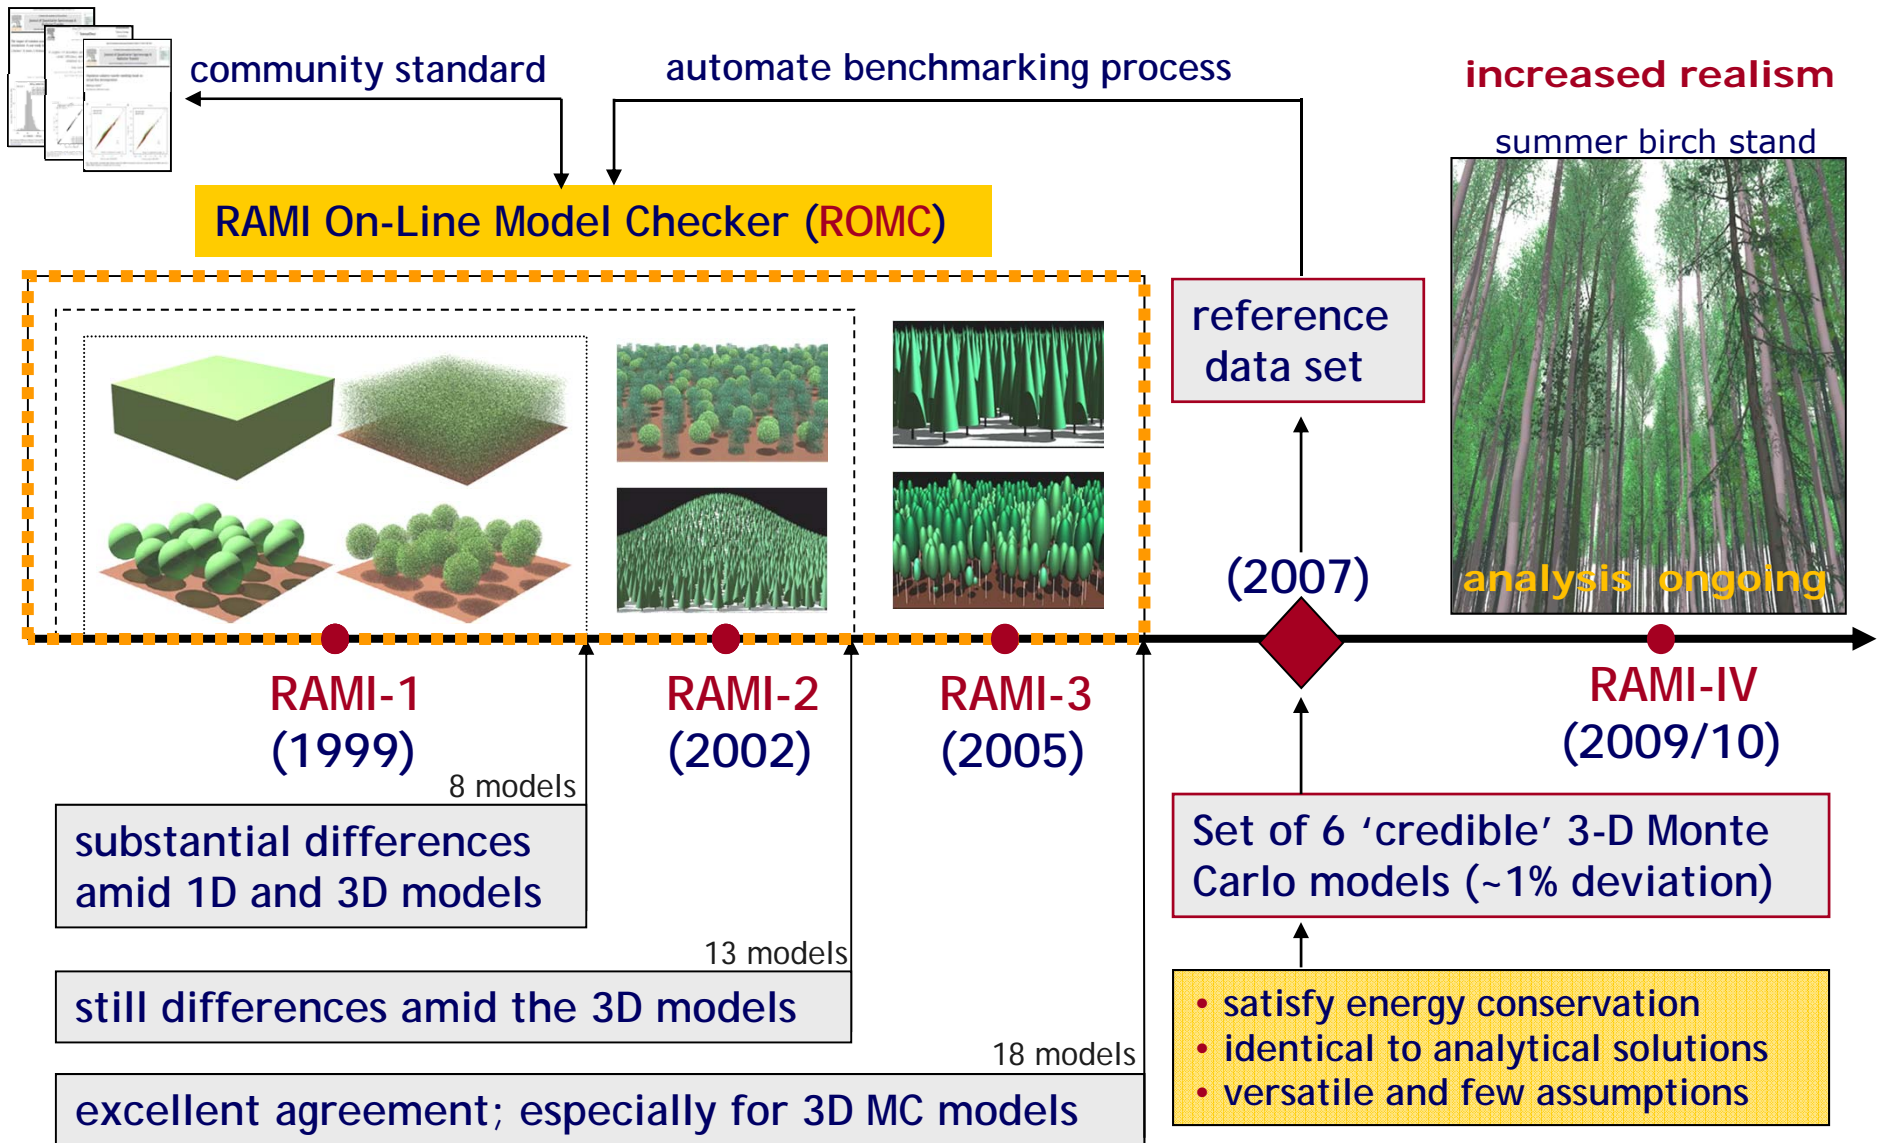 community standard
automate benchmarking process
increased realism
summer birch stand
RAMI On-Line Model Checker (ROMC)
reference
data set
(2007)
analysis ongoing
RAMI-1
(1999)
RAMI-2
(2002)
RAMI-3
(2005)
RAMI-IV
(2009/10)
8 models
substantial differences
amid 1D and 3D models
13 models
still differences amid the 3D models
18 models
excellent agreement; especially for 3D MC models
Set of 6 ‘credible’ 3-D Monte
Carlo models (~1% deviation)
• satisfy energy conservation
• identical to analytical solutions
• versatile and few assumptions